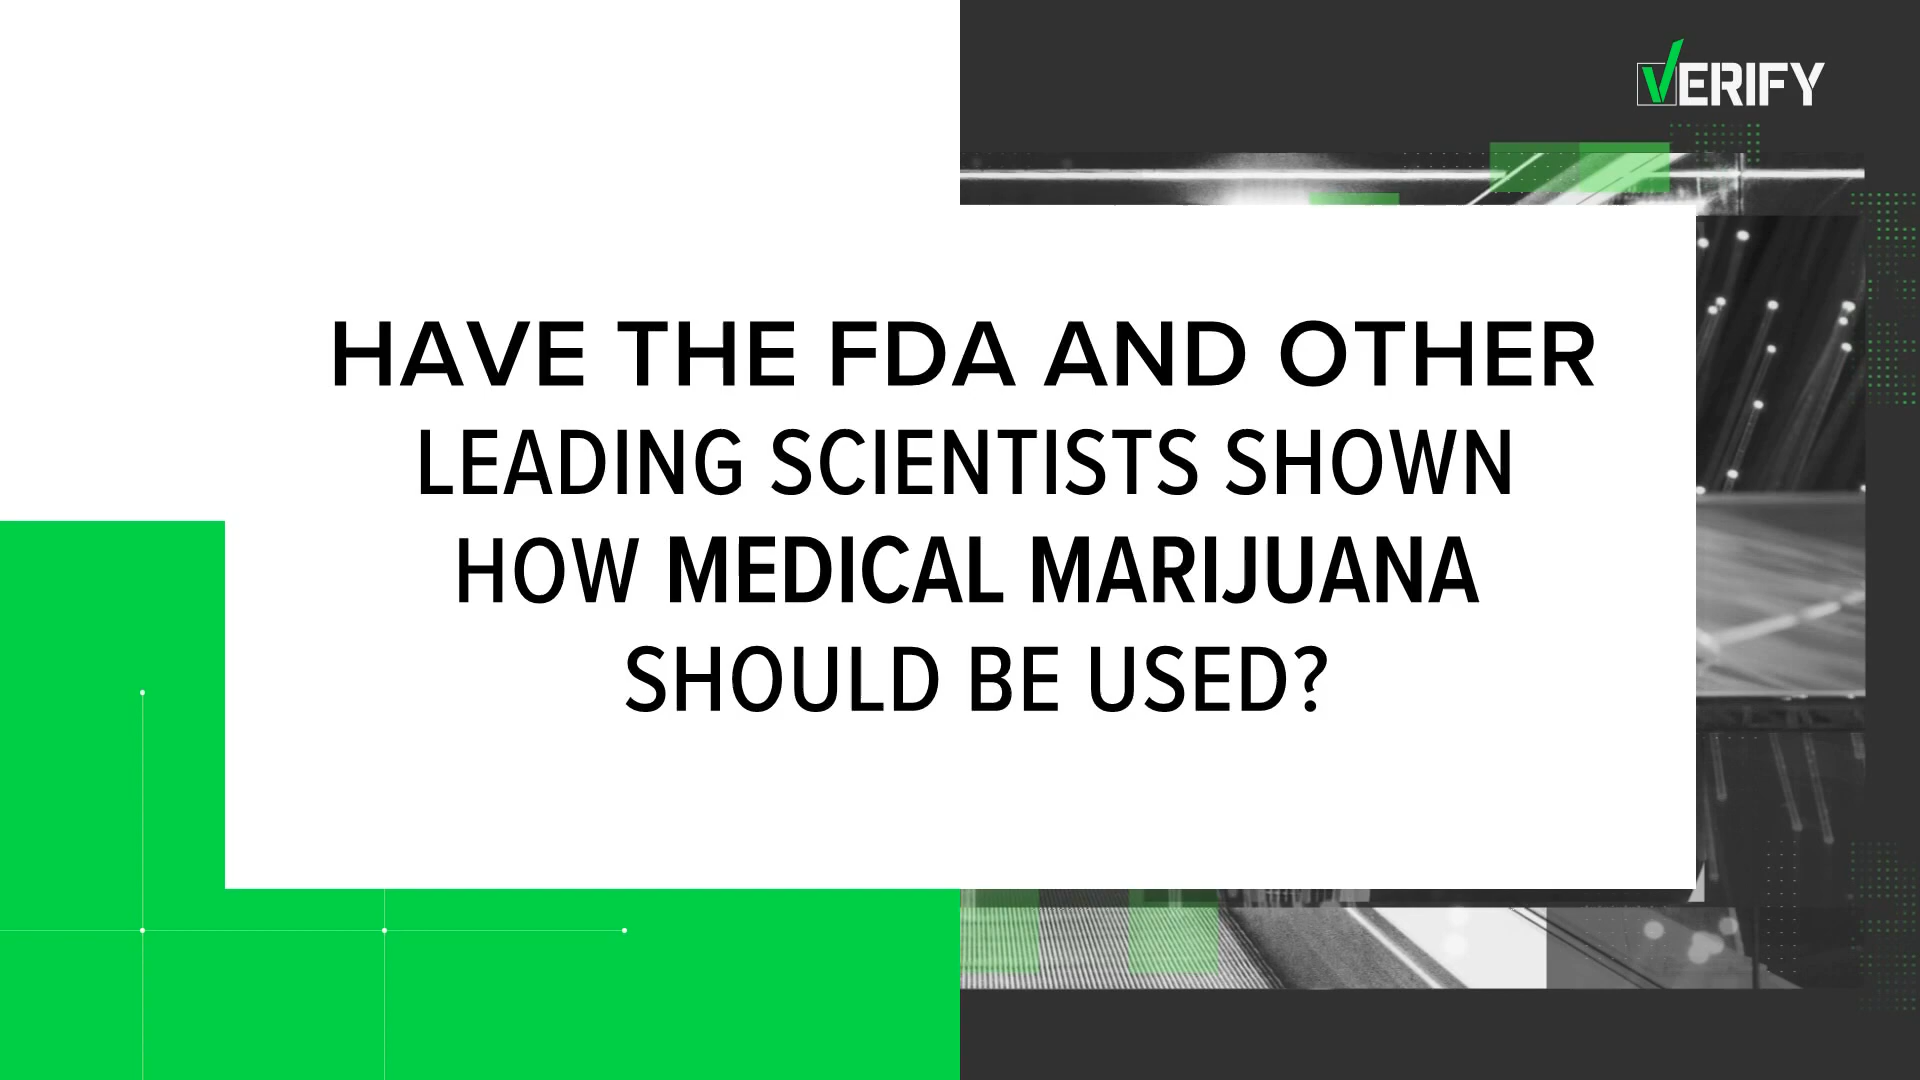 VERIFY
HAVE THE FDA AND OTHER
LEADING SCIENTISTS SHOWN
HOW MEDICAL MARIJUANA
SHOULD BE USED?